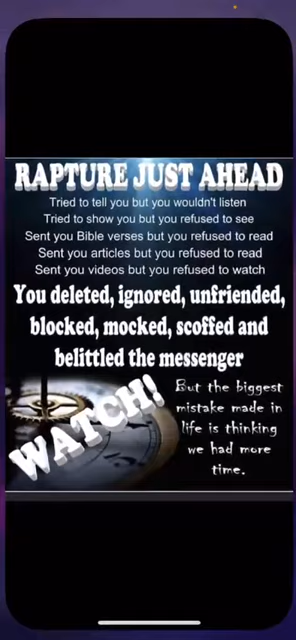 RAPTURE JUST AHEAD
Tried to tell you but you wouldn't listen
Tried to show you but you refused to see
Sent you Bible verses but you refused to read
Sent you articles but you refused to read
Sent you videos but you refused to watch
You deleted, ignored, unfriended,
blocked, mocked, scoffed and
belittled the messenger
WATCH!
But the biggest
mistake made in
life is thinking
we had more
time.